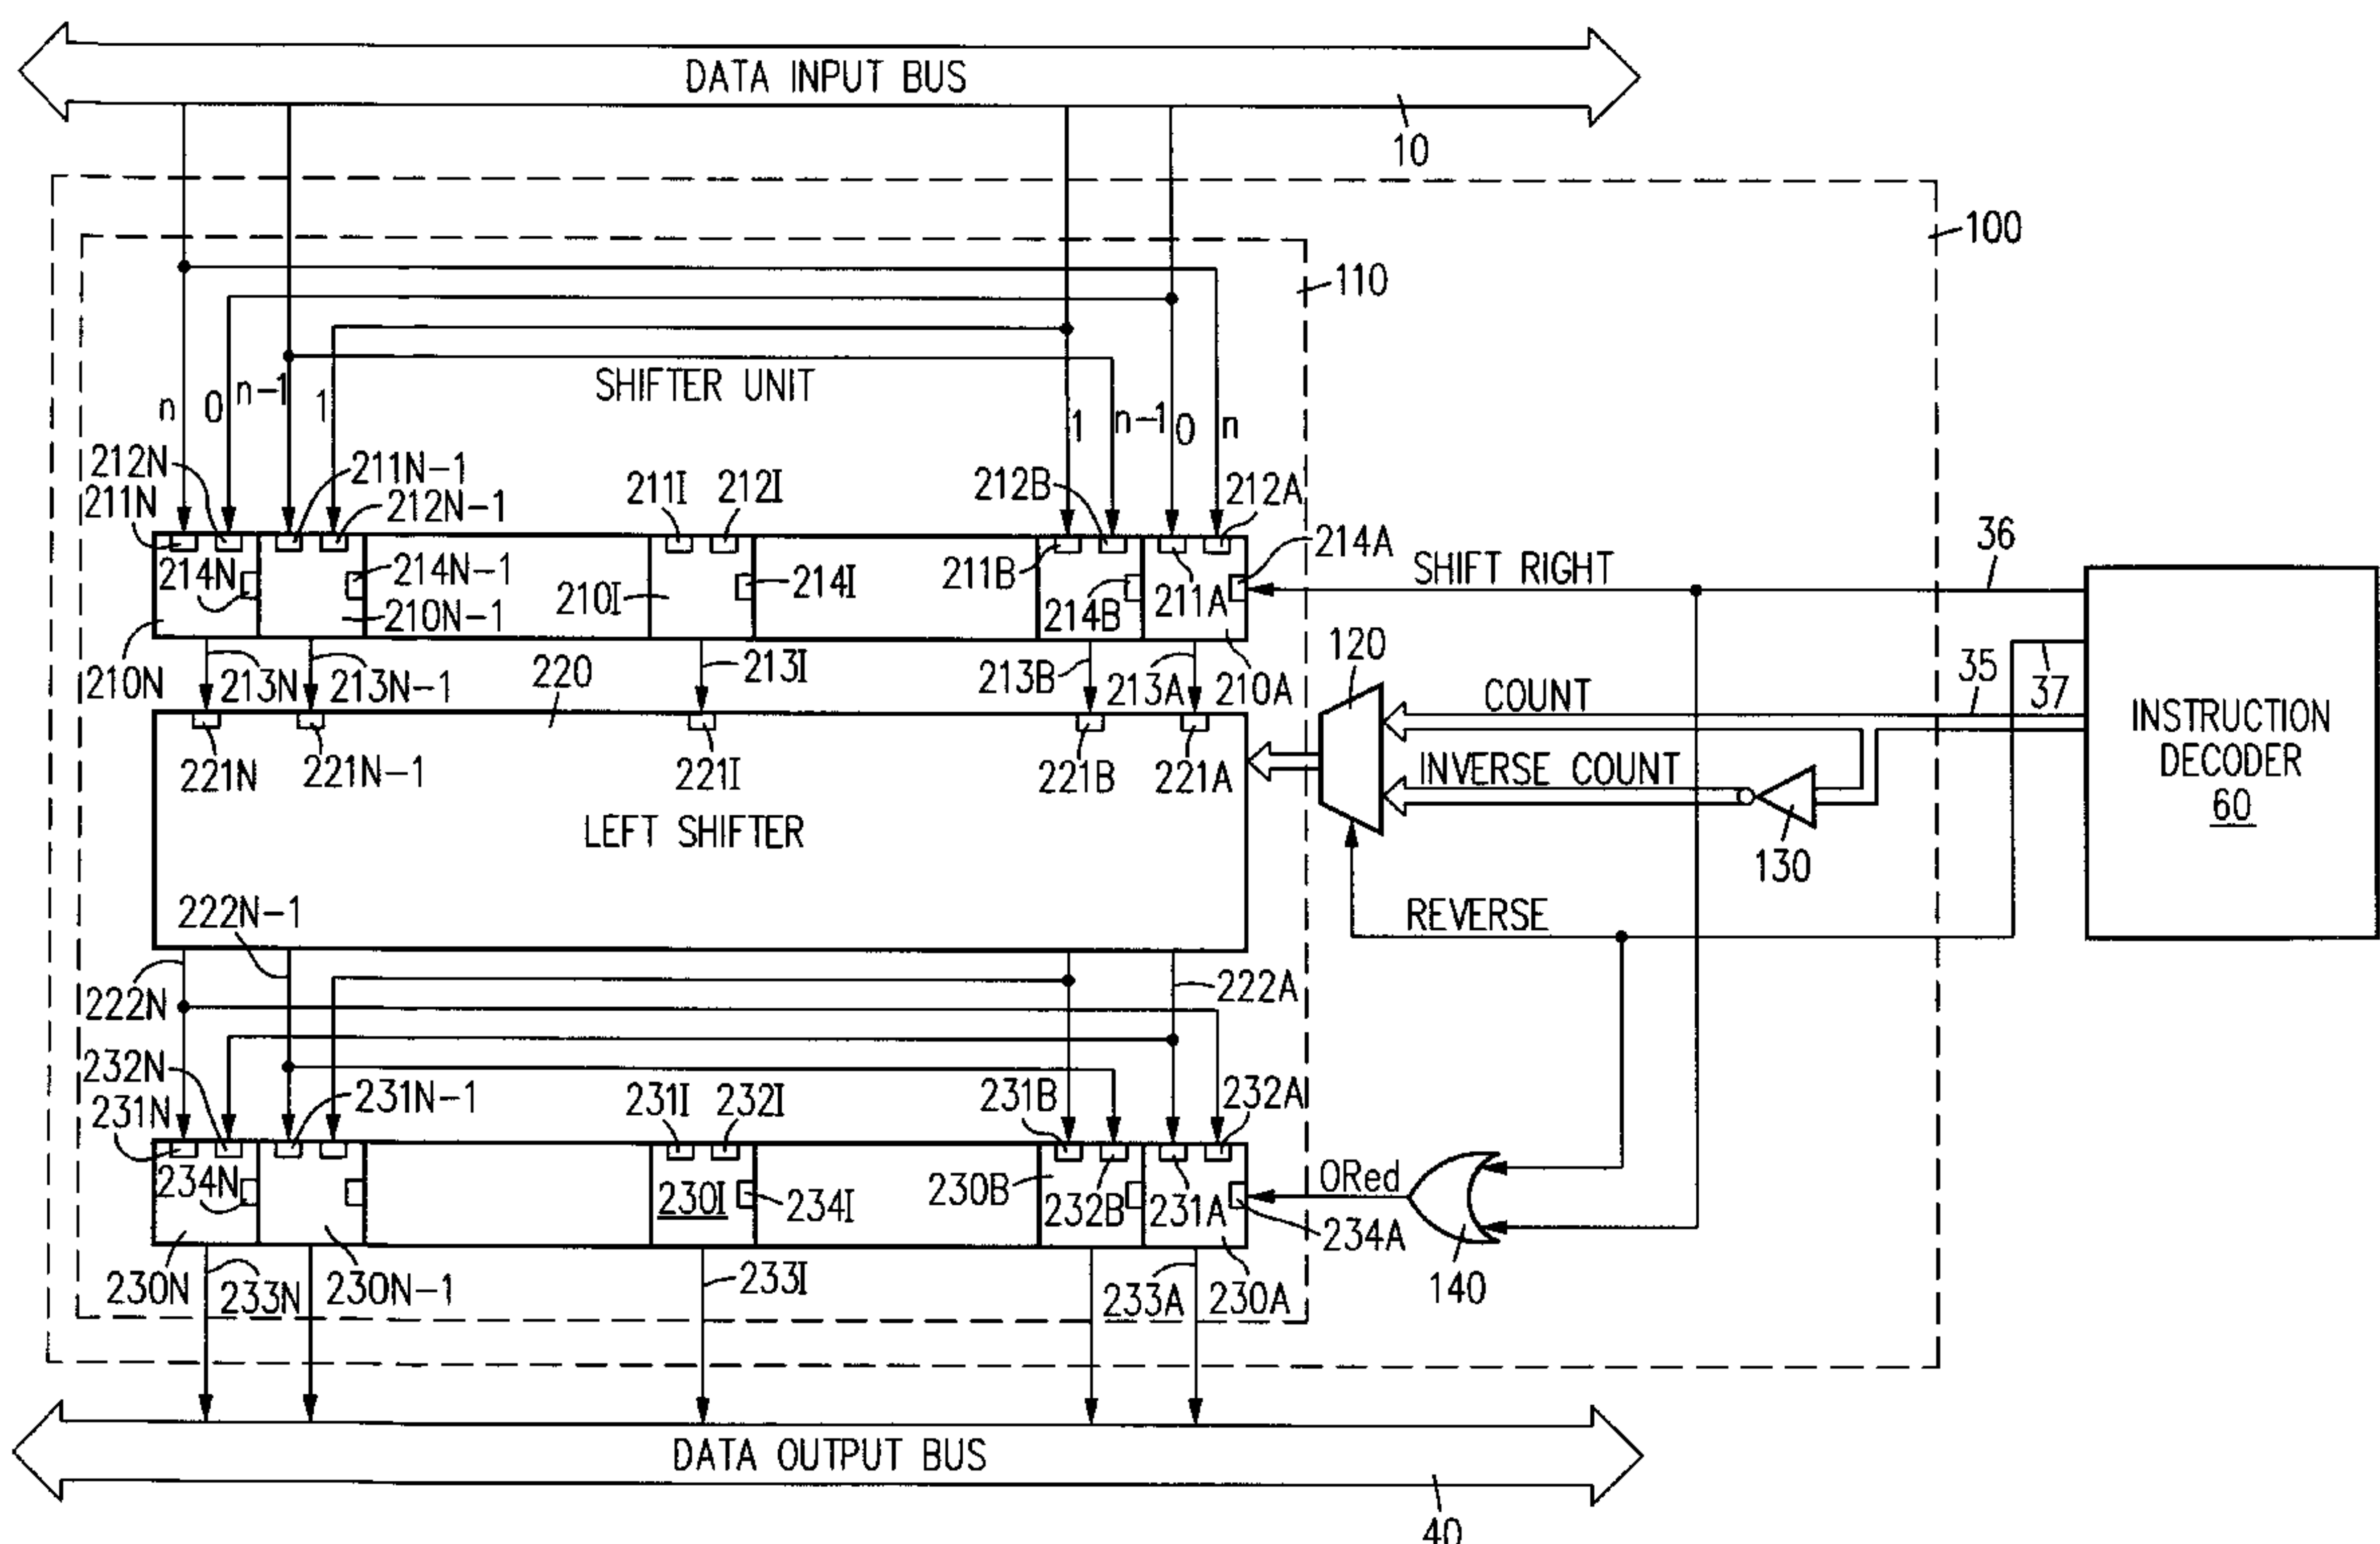 DATA INPUT BUS
10
100
110
SHIFTER UNIT
n 0 n-1 1 1 n-1 0 n
212N 211N-1 211I 212I 212B 212A
211N 212N-1
214A 36
214N 214N-1 210I 214I 211B 214B 211A SHIFT RIGHT
210N-1
210N 213N 213N-1 220 213I 213B 213A 210A 120 COUNT 35 37
221N 221N-1 221I 221B 221A INVERSE COUNT
INSTRUCTION
DECODER
60
LEFT SHIFTER
130
222N-1 REVERSE
222N 222A
232N 231N-1 231I 232I 231B 232A
231N
234N 230I 234I 230B 232B 231A ORed
234A
230N 233N 230N-1 233I 233A 230A 140
DATA OUTPUT BUS
40